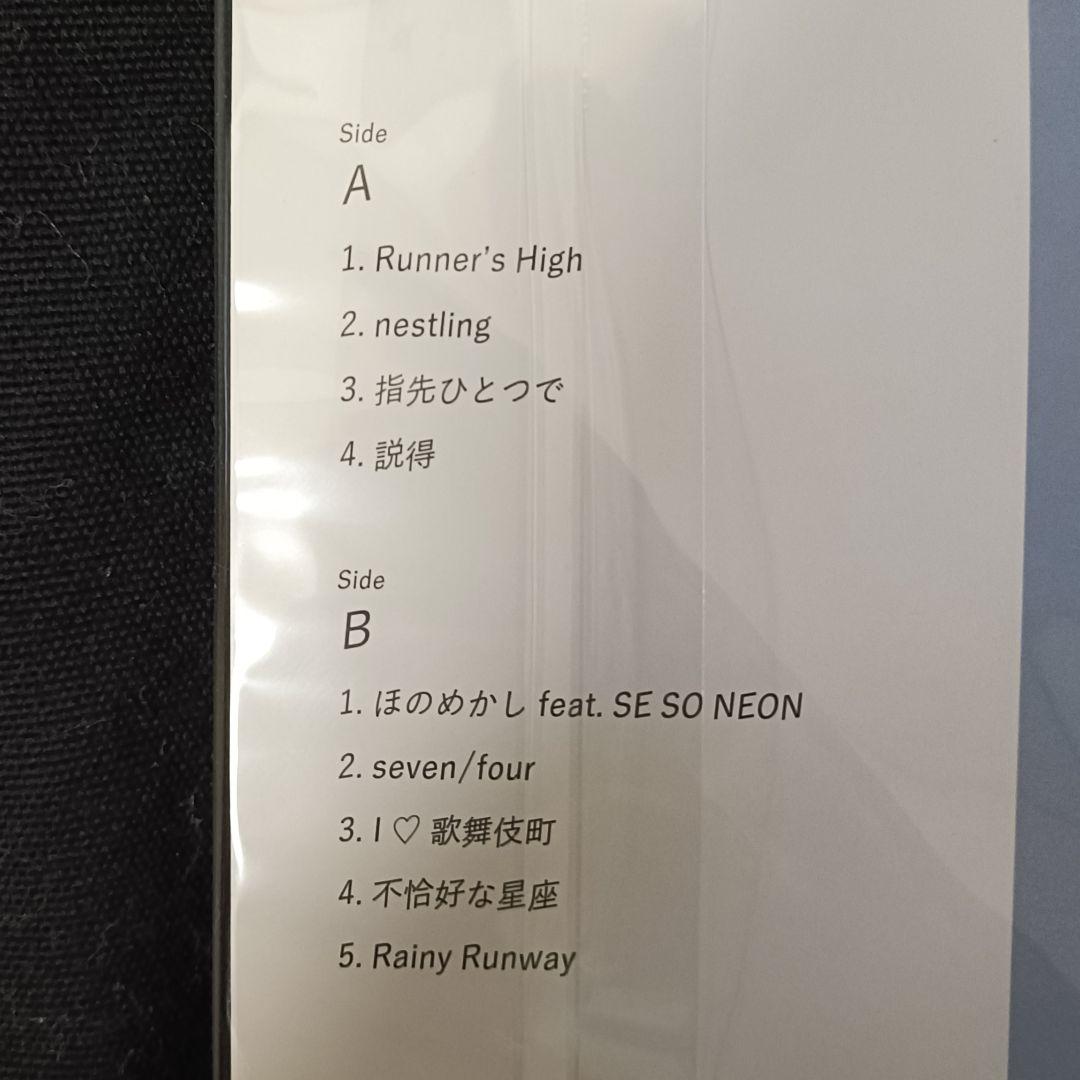 Side
A
1. Runner's High
2. nestling
3. 指先ひとつで
4. 説得
Side
B
1. ほのめかし feat. SE SO NEON
2. seven/four
3. I ♡ 歌舞伎町
4. 不恰好な星座
5. Rainy Runway